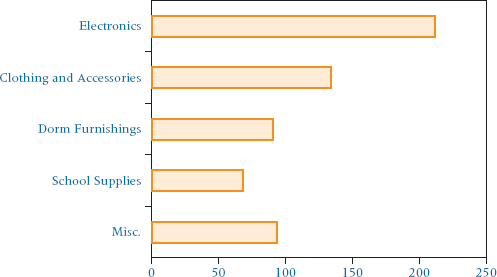 Electronics
Clothing and Accessories
Dorm Furnishings
School Supplies
Misc.
0 50 100 150 200 250